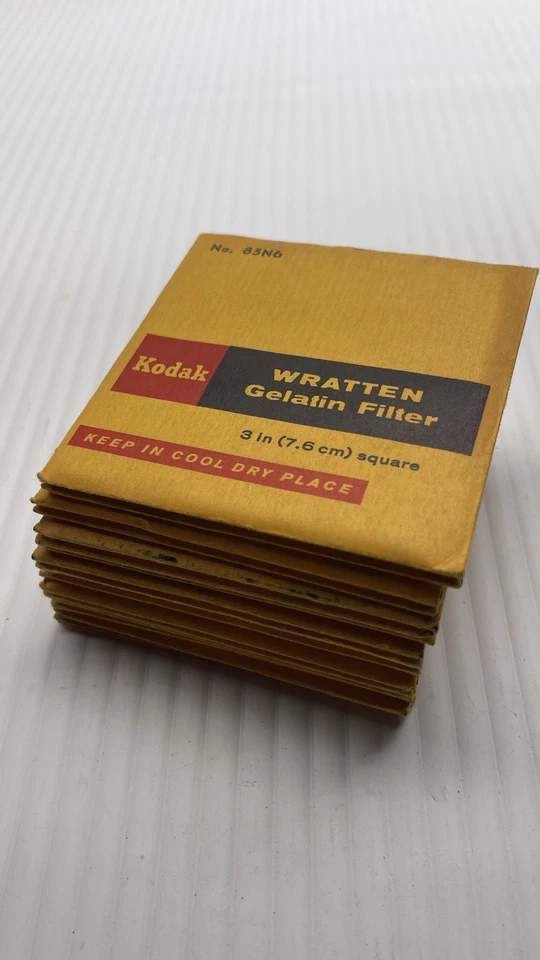 No. 85N6
Kodak
WRATTEN
Gelatin Filter
3 in (7.6 cm) square
KEEP IN COOL DRY PLACE